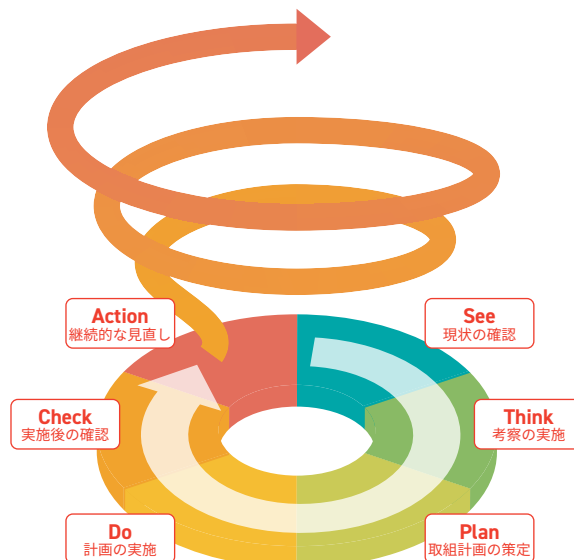 Action
継続的な見直し
See
現状の確認
Check
実施後の確認
Think
考察の実施
Do
計画の実施
Plan
取組計画の策定